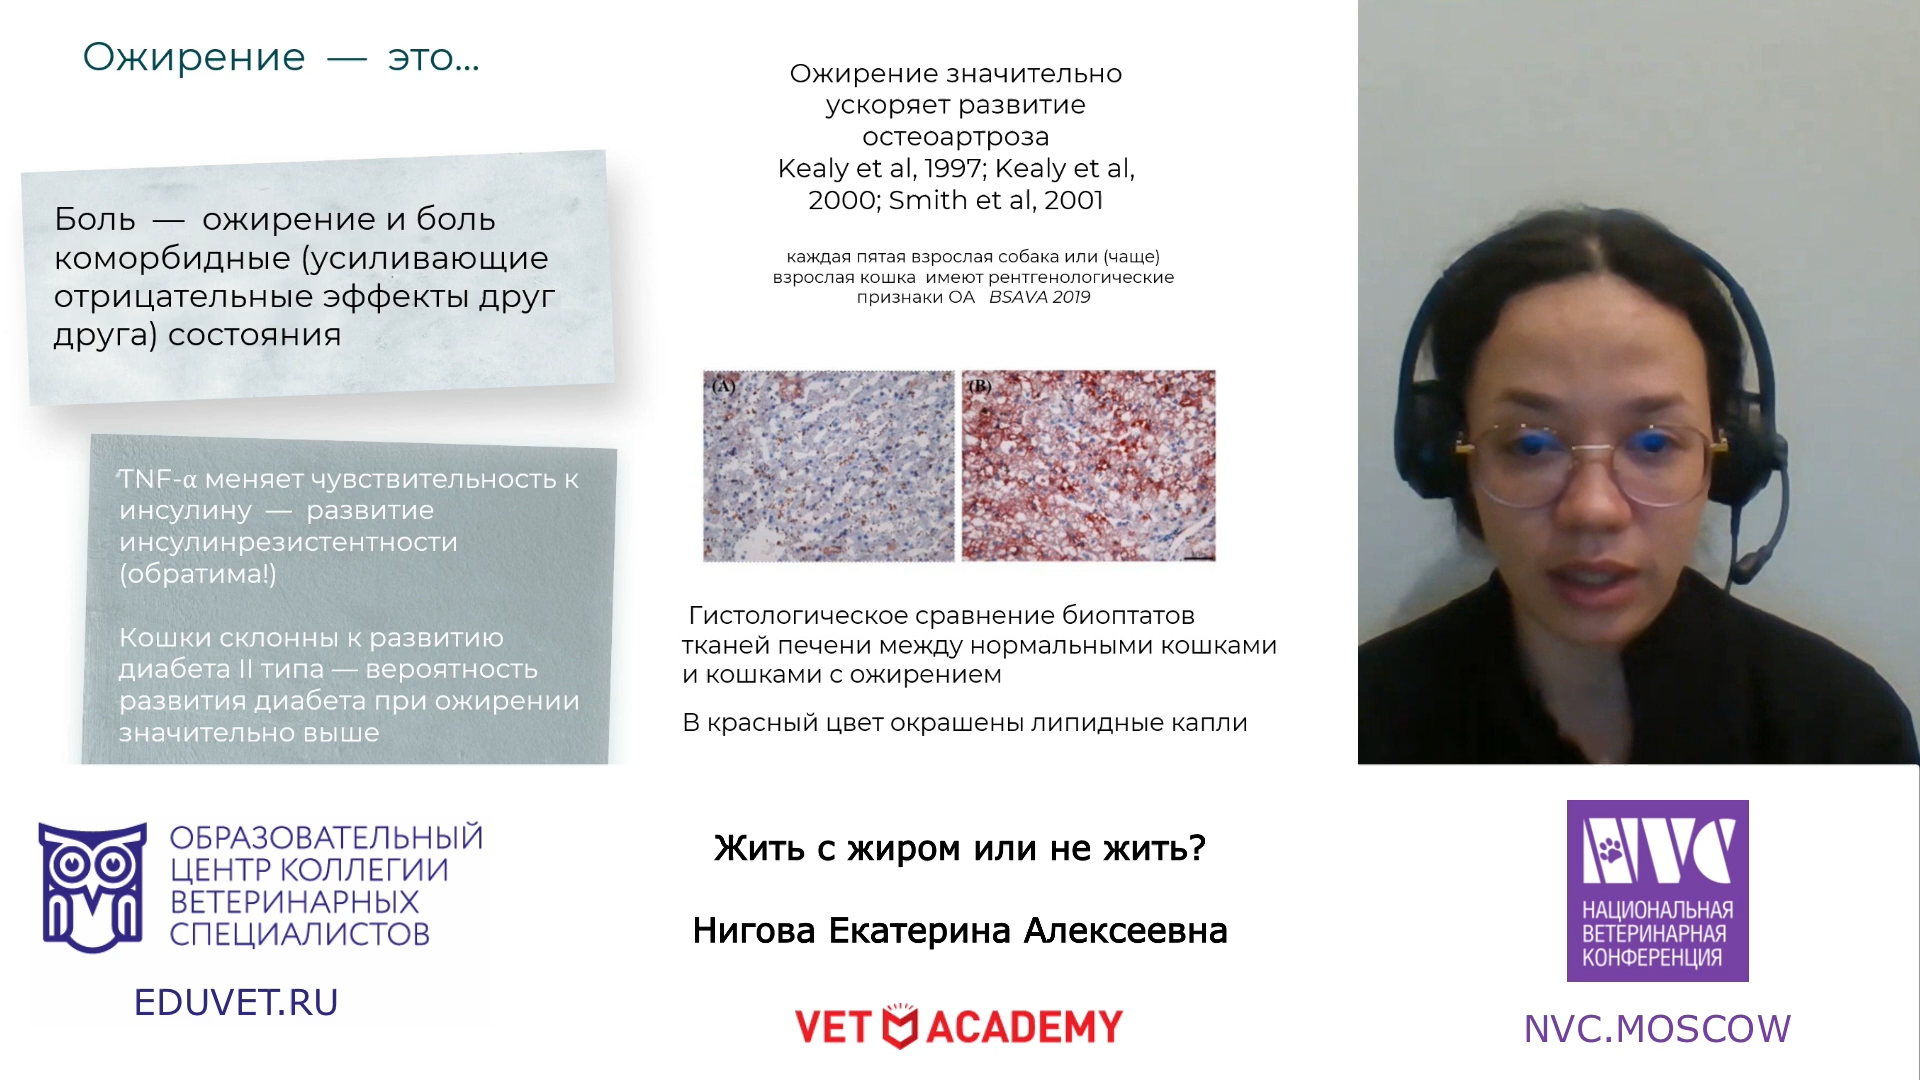 Ожирение — это...
Боль — ожирение и боль
коморбидные (усиливающие
отрицательные эффекты друг
друга) состояния
TNF-α меняет чувствительность к
инсулину — развитие
инсулинрезистентности
(обратима!)
Кошки склонны к развитию
диабета II типа — вероятность
развития диабета при ожирении
значительно выше
Ожирение значительно
ускоряет развитие
остеоартроза
Kealy et al, 1997; Kealy et al,
2000; Smith et al, 2001
каждая пятая взрослая собака или (чаще)
взрослая кошка имеют рентгенологические
признаки ОА BSAVA 2019
(A)
(B)
Гистологическое сравнение биоптатов
тканей печени между нормальными кошками
и кошками с ожирением
В красный цвет окрашены липидные капли
ОБРАЗОВАТЕЛЬНЫЙ
ЦЕНТР КОЛЛЕГИИ
ВЕТЕРИНАРНЫХ
СПЕЦИАЛИСТОВ
EDUVET.RU
Жить с жиром или не жить?
Нигова Екатерина Алексеевна
VET ACADEMY
NVC
НАЦИОНАЛЬНАЯ
ВЕТЕРИНАРНАЯ
КОНФЕРЕНЦИЯ
NVC.MOSCOW